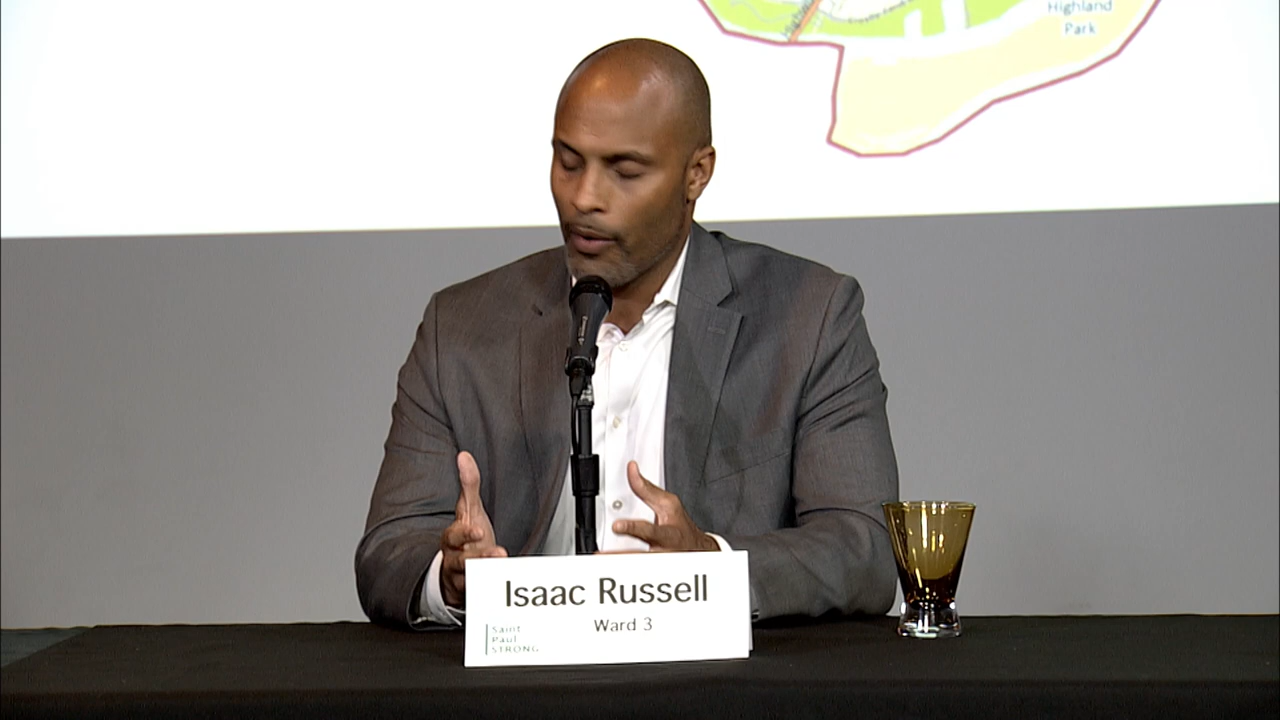 Highland
Park
Isaac Russell
Ward 3
Saint
Paul
STRONG